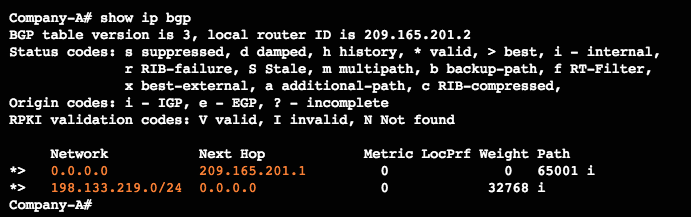 Company-A# show ip bgp
BGP table version is 3, local router ID is 209.165.201.2
Status codes: s suppressed, d damped, h history, * valid, > best, i - internal,
r RIB-failure, S Stale, m multipath, b backup-path, f RT-Filter,
x best-external, a additional-path, c RIB-compressed,
Origin codes: i - IGP, e - EGP, ? - incomplete
RPKI validation codes: V valid, I invalid, N Not found
Network Next Hop Metric LocPrf Weight Path
*> 0.0.0.0 209.165.201.1 0 0 65001 i
*> 198.133.219.0/24 0.0.0.0 0 32768 i
Company-A#